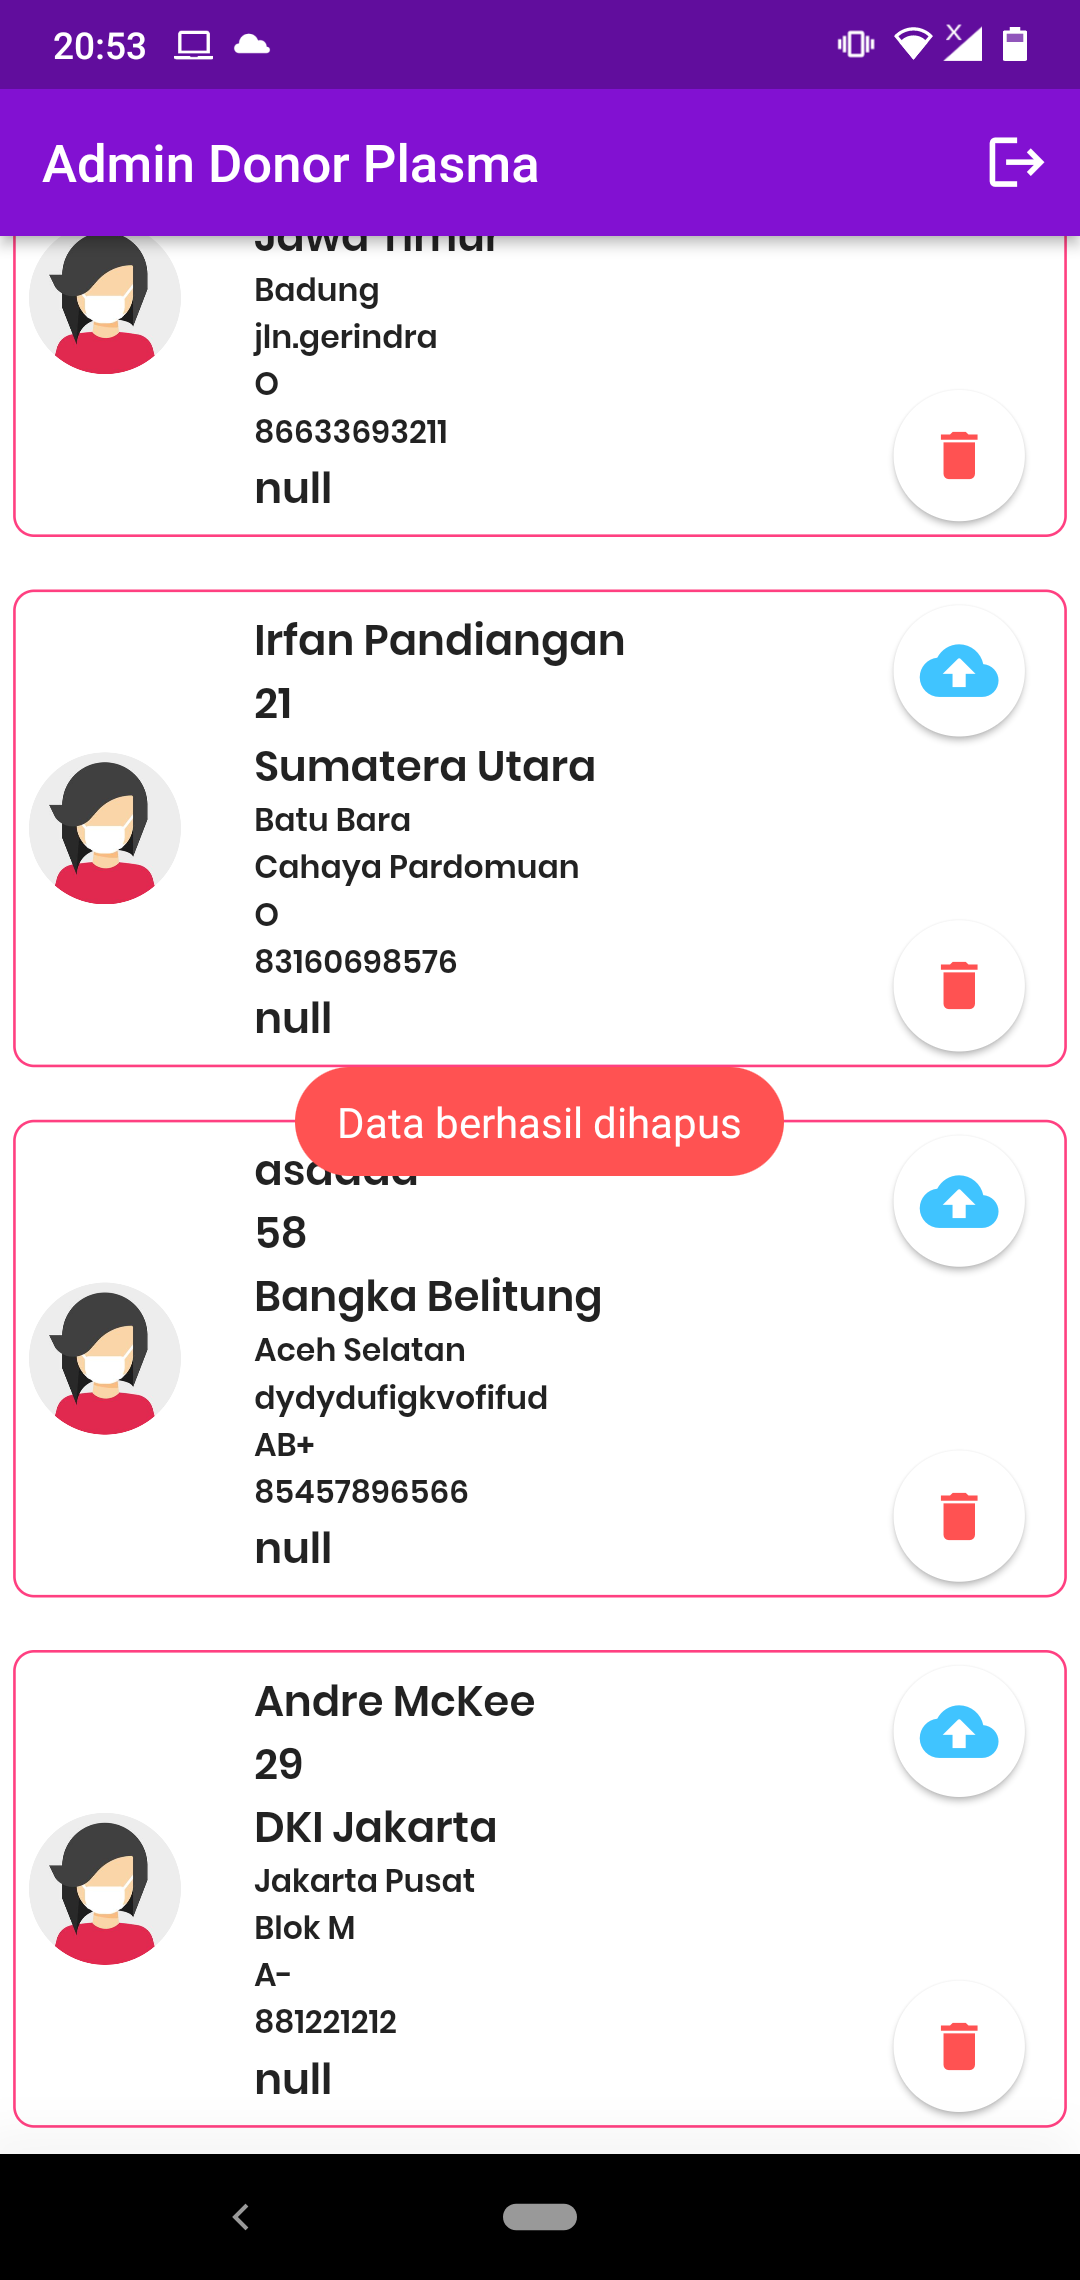 20:53
Admin Donor Plasma
Jawa Timur
Badung
jln.gerindra
O
86633693211
null
Irfan Pandiangan
21
Sumatera Utara
Batu Bara
Cahaya Pardomuan
O
83160698576
null
Data berhasil dihapus
58
Bangka Belitung
Aceh Selatan
dydydufigkvofifud
AB+
85457896566
null
Andre McKee
29
DKI Jakarta
Jakarta Pusat
Blok M
A-
881221212
null